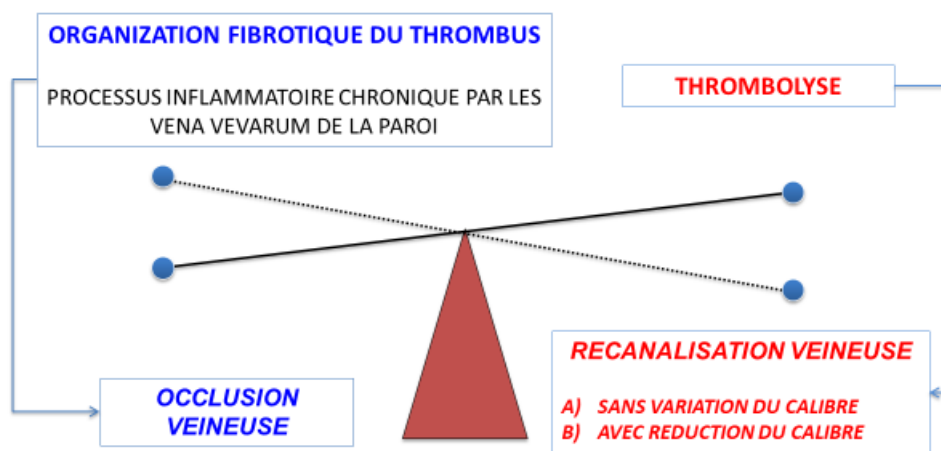 ORGANIZATION FIBROTIQUE DU THROMBUS
PROCESSUS INFLAMMATOIRE CHRONIQUE PAR LES
VENA VEVARUM DE LA PAROI
THROMBOLYSE
OCCLUSION
VEINEUSE
RECANALISATION VEINEUSE
A) SANS VARIATION DU CALIBRE
B) AVEC REDUCTION DU CALIBRE